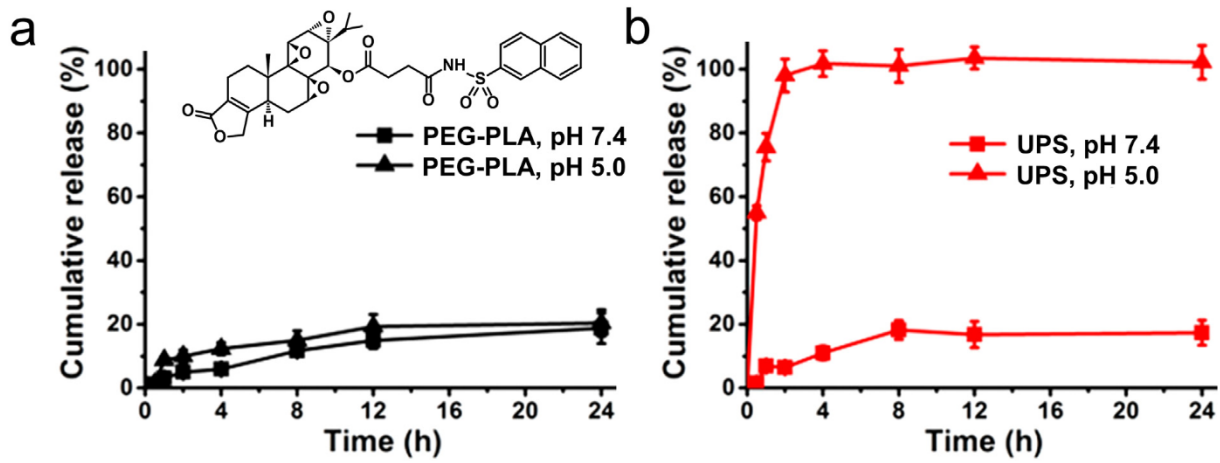 a
O
O
O
O
O
O
O
O
NH
S
O
O
H
PEG-PLA, pH 7.4
PEG-PLA, pH 5.0
Cumulative release (%)
100
80
60
40
20
0
0 4 8 12 16 20 24
Time (h)
b
UPS, pH 7.4
UPS, pH 5.0
Cumulative release (%)
100
80
60
40
20
0
0 4 8 12 16 20 24
Time (h)